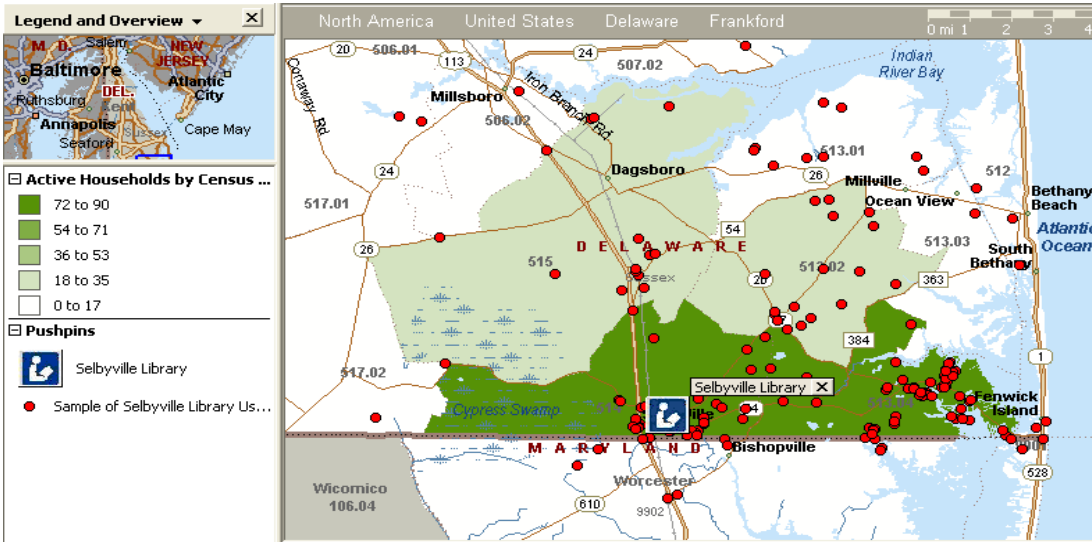 Legend and Overview
M D.
Salem
NEW
JERSEY
Baltimore
DEL.
Atlantic
City
Ruthsburg
Kent
Annapolis
Sussex
Cape May
Seaford
Active Households by Census ...
72 to 90
54 to 71
36 to 53
18 to 35
0 to 17
Pushpins
Selbyville Library
Sample of Selbyville Library Us...
North America United States Delaware Frankford
0 mi 1 2 3 4
20
506.01
113
24
507.02
Indian
River Bay
Conaway Rd
Millsboro
Iron Branch Rd
506.02
513.01
24
Dagsboro
26
512
Millville
Ocean View
Bethany
Beach
517.01
26
54
DELAWARE
513.03
Atlantic
Ocean
South
Bethany
515
Sussex
513.02
20
363
384
1
517.02
Selbyville Library
Cypress Swamp
Fenwick
Island
MARYLAND
Bishopville
Worcester
Wicomico
106.04
610
9902
528